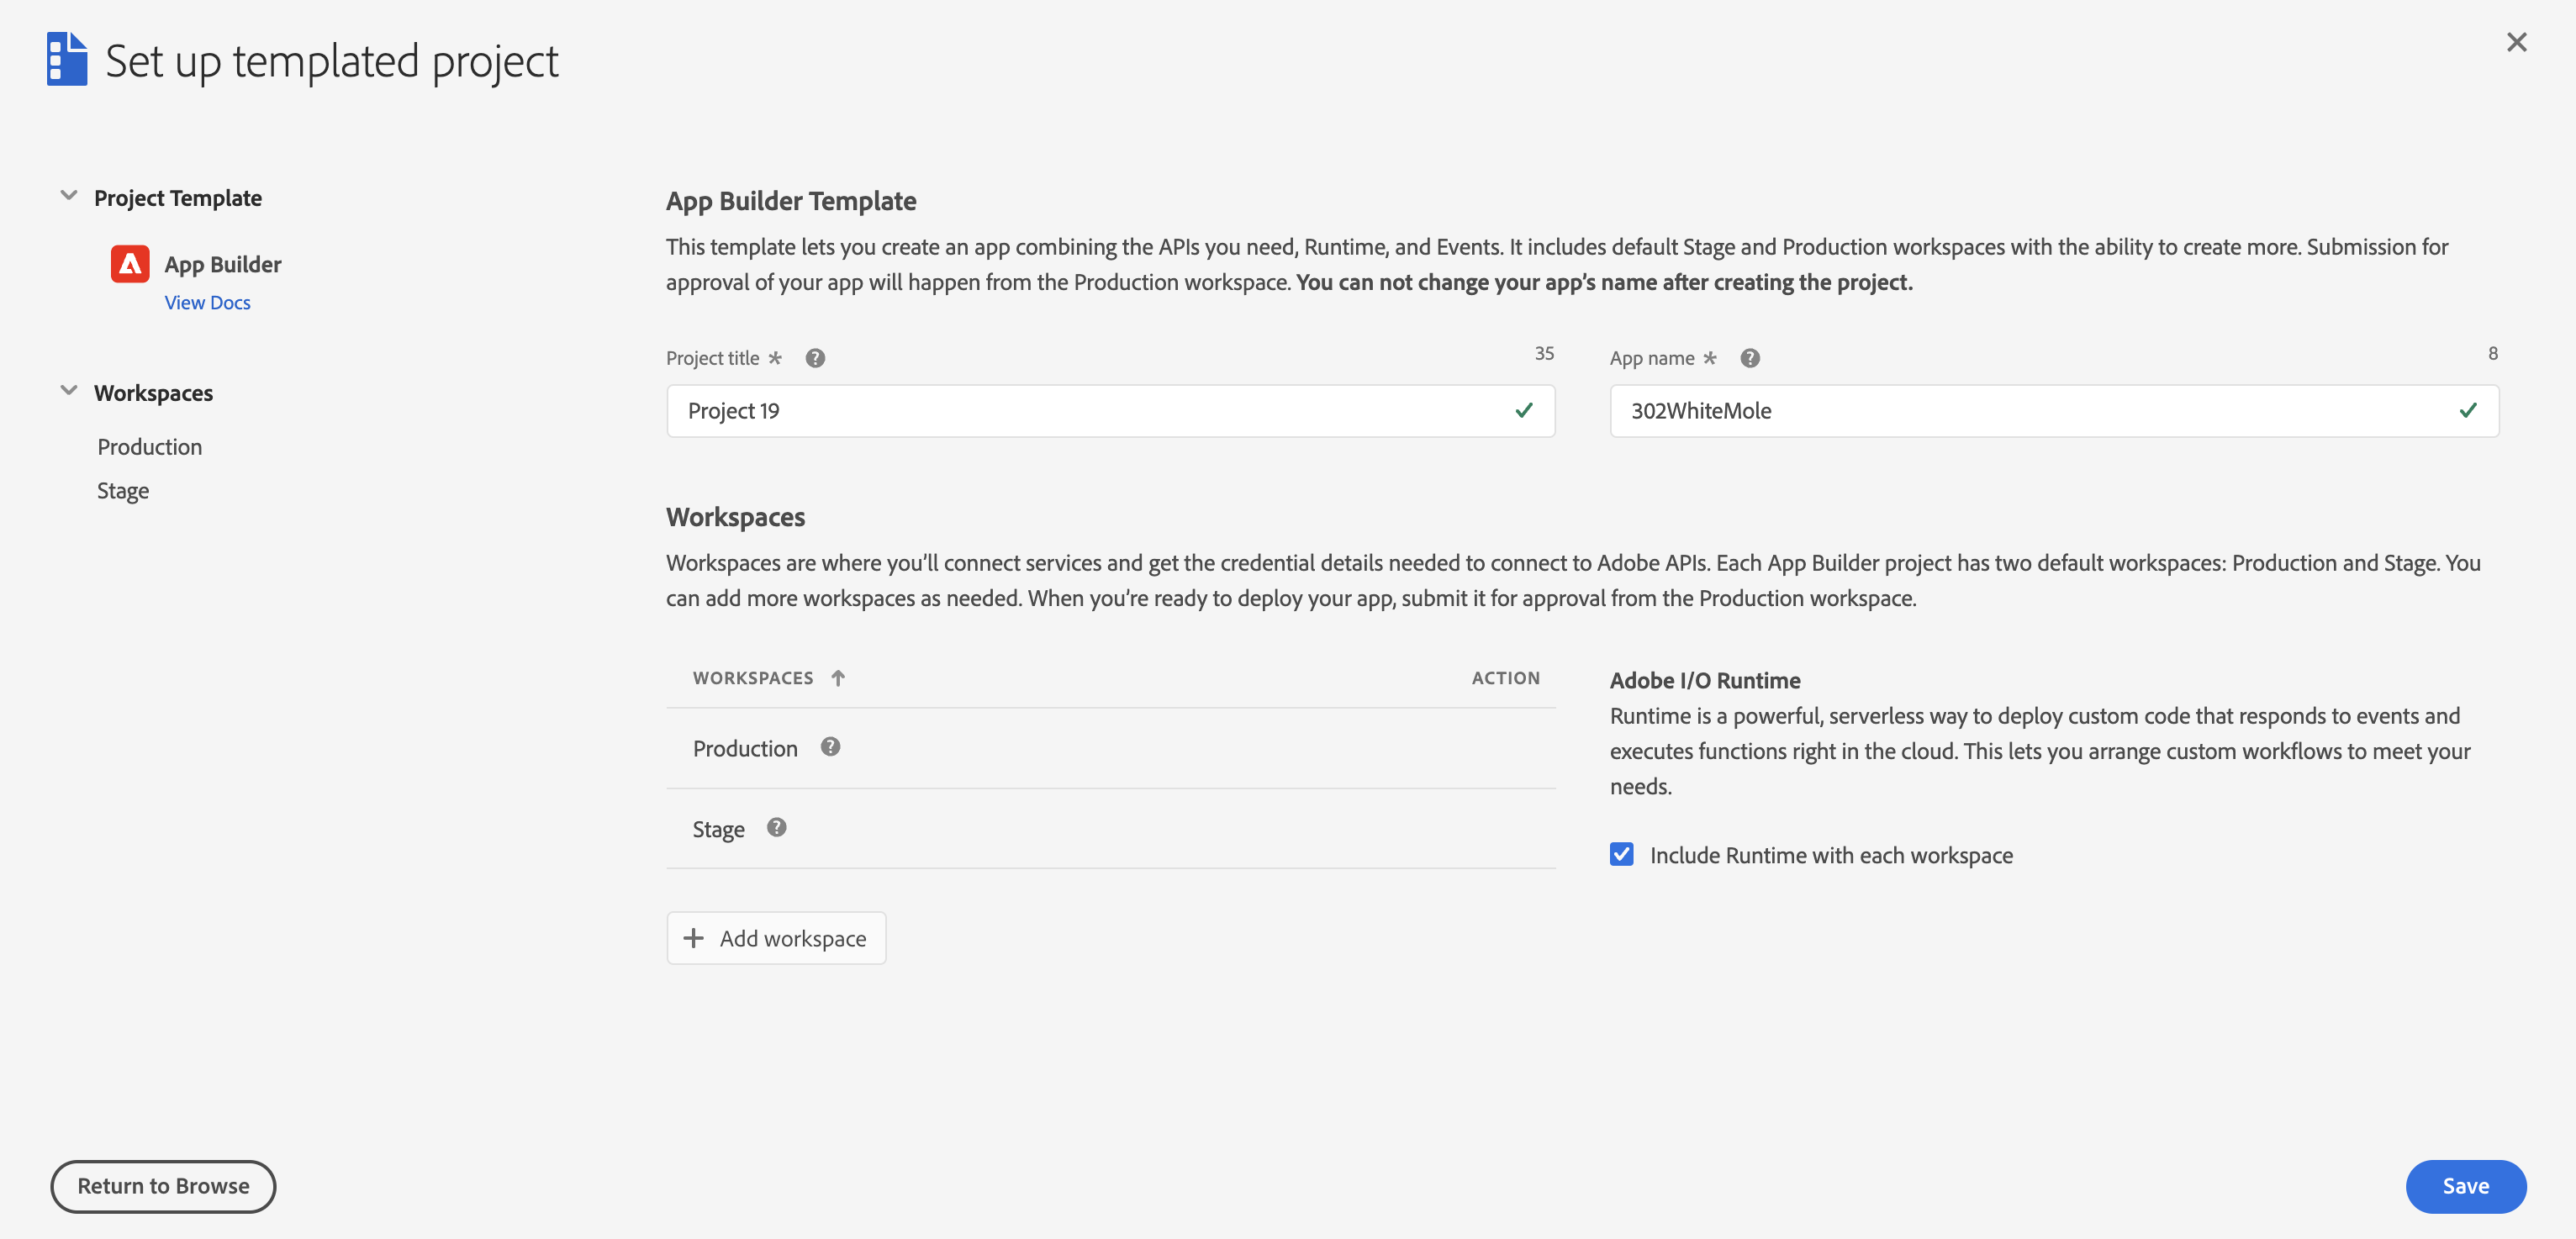 Set up templated project
Project Template
App Builder
View Docs
Workspaces
Production
Stage
App Builder Template
This template lets you create an app combining the APIs you need, Runtime, and Events. It includes default Stage and Production workspaces with the ability to create more. Submission for
approval of your app will happen from the Production workspace. You can not change your app’s name after creating the project.
Project title * ? 35
Project 19
App name * ? 8
302WhiteMole
Workspaces
Workspaces are where you’ll connect services and get the credential details needed to connect to Adobe APIs. Each App Builder project has two default workspaces: Production and Stage. You
can add more workspaces as needed. When you’re ready to deploy your app, submit it for approval from the Production workspace.
WORKSPACES ↑ ACTION
Production ?
Stage ?
+ Add workspace
Adobe I/O Runtime
Runtime is a powerful, serverless way to deploy custom code that responds to events and
executes functions right in the cloud. This lets you arrange custom workflows to meet your
needs.
Include Runtime with each workspace
Return to Browse
Save